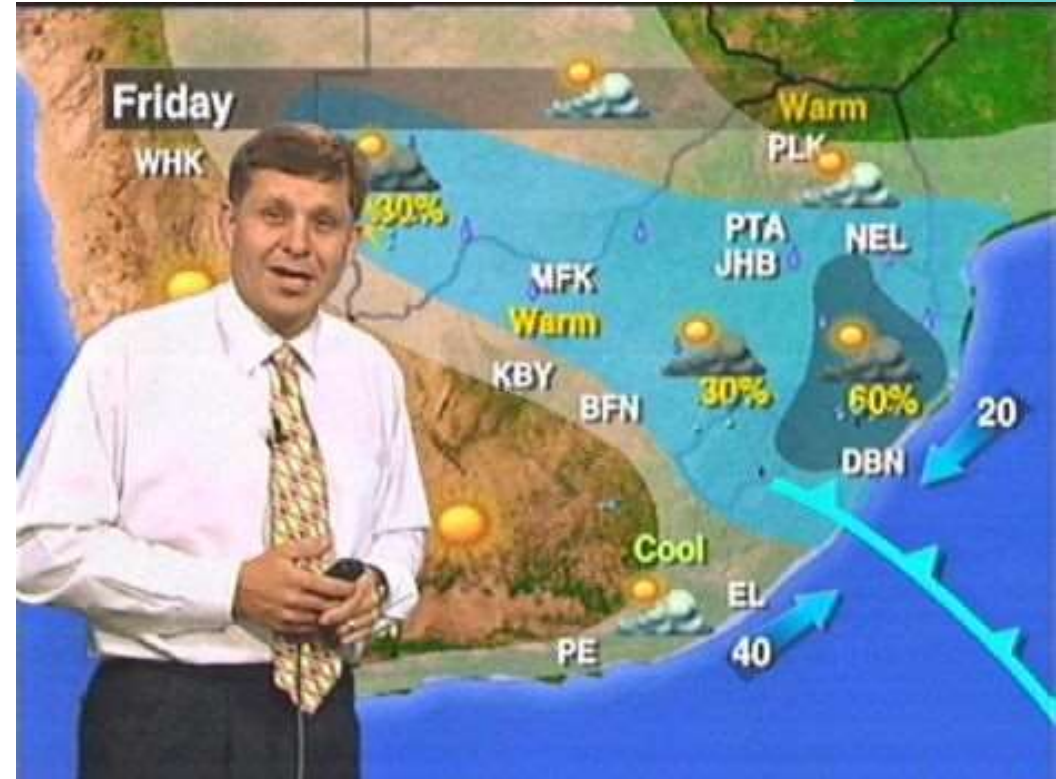 Friday
Warm
WHK
PLK
30%
PTA
NEL
JHB
MFK
Warm
KBY
30%
60%
BFN
20
DBN
Cool
EL
PE
40